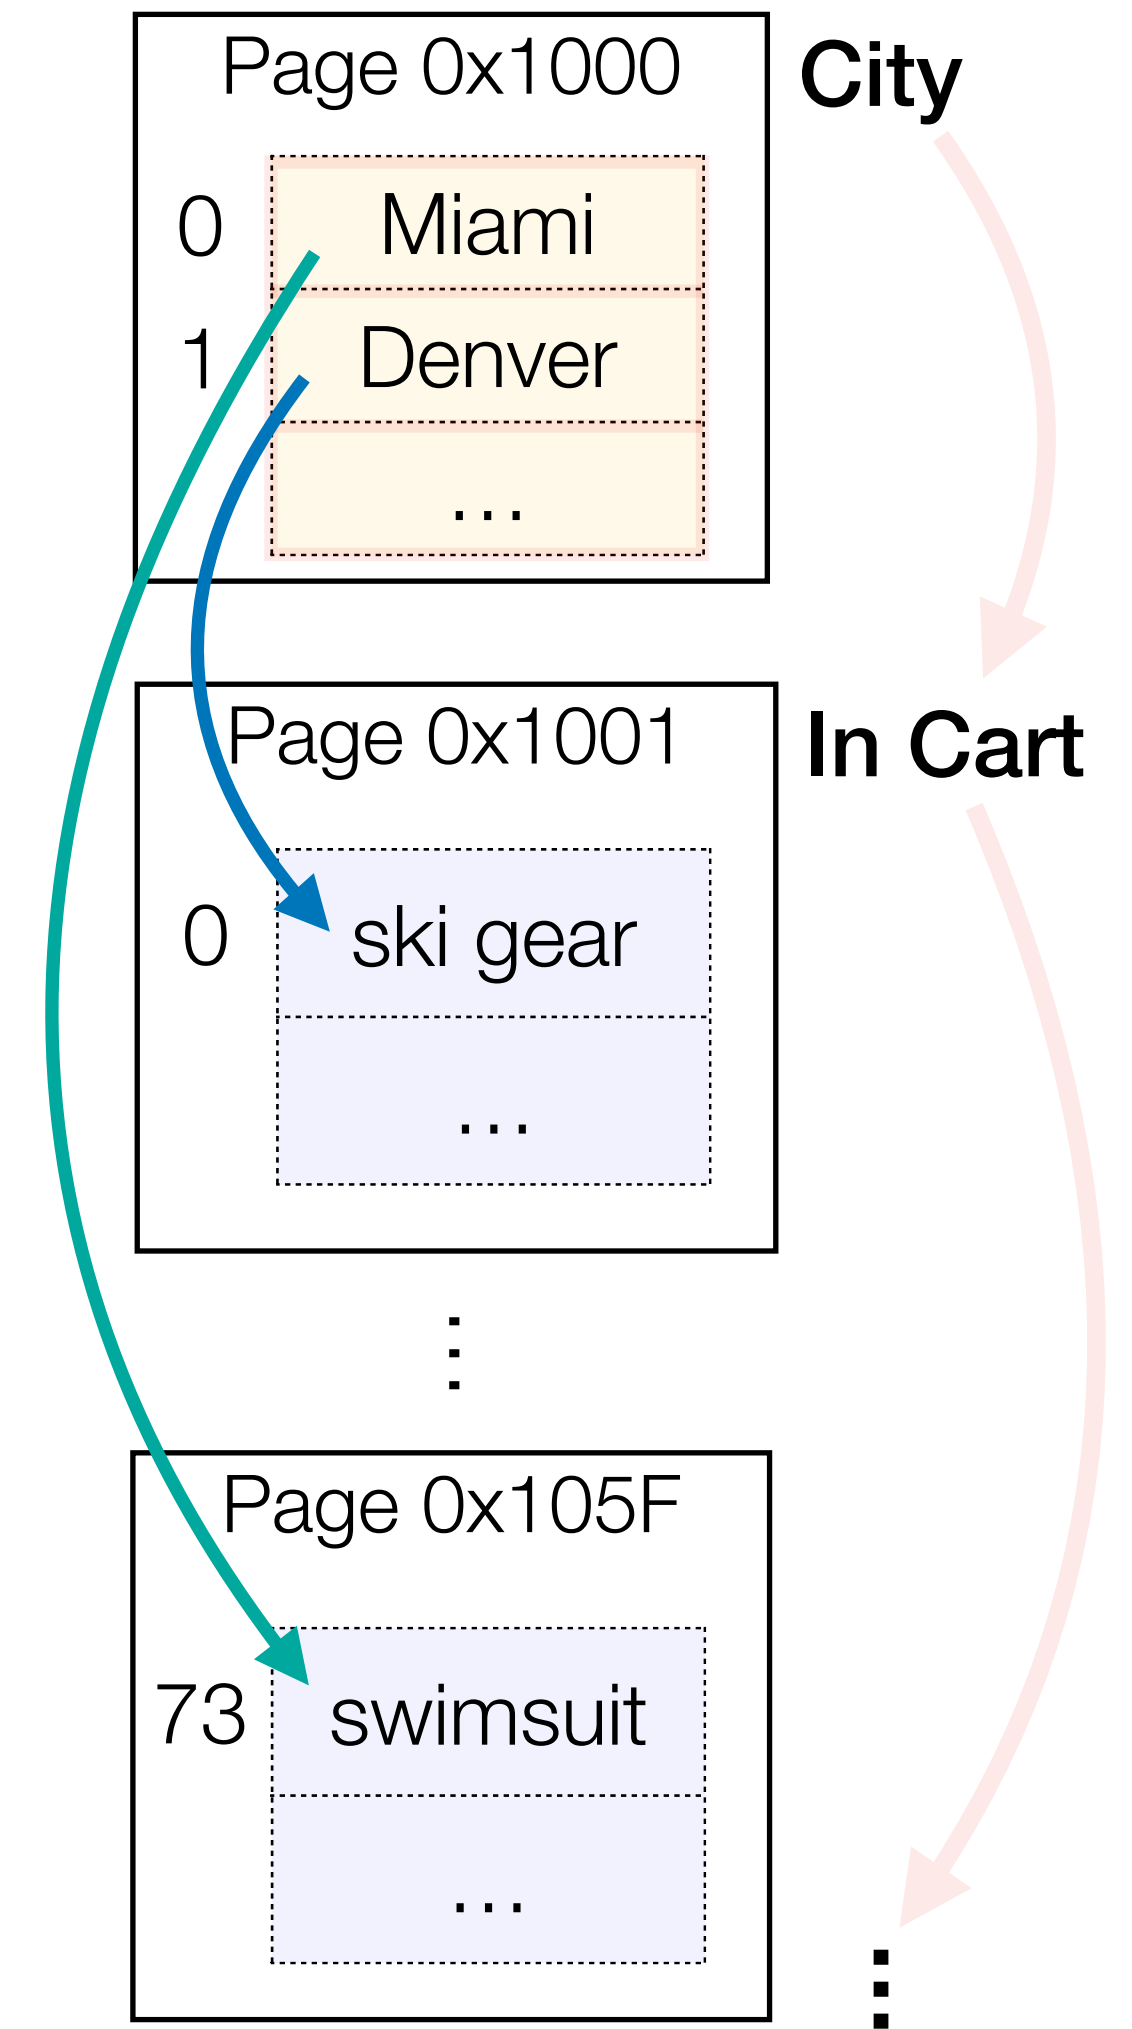 Page 0x1000
City
0
Miami
1
Denver
...
Page 0x1001
In Cart
0
ski gear
...
⋮
Page 0x105F
73
swimsuit
...
⋮